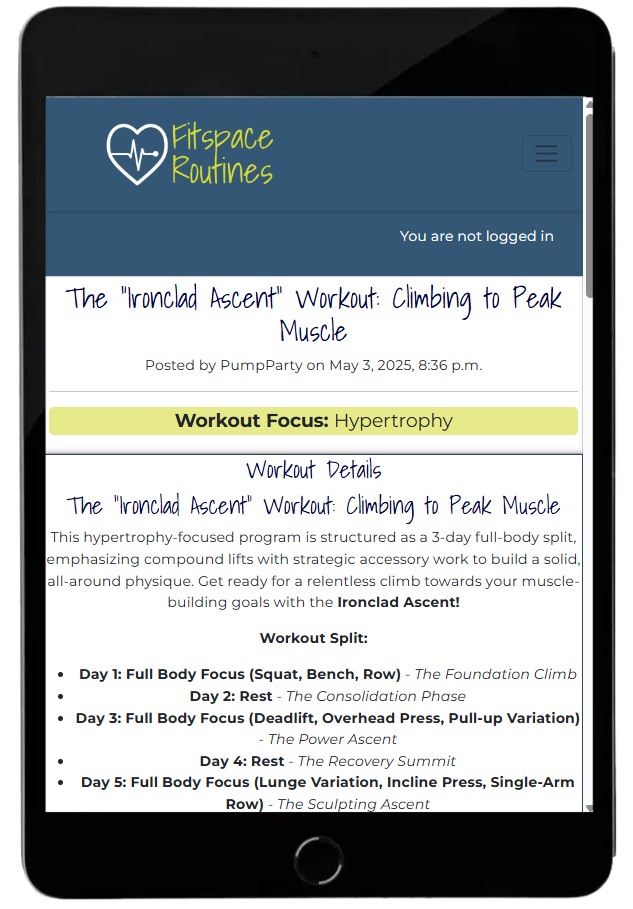 Fitspace
Routines
You are not logged in
The "Ironclad Ascent" Workout: Climbing to Peak
Muscle
Posted by PumpParty on May 3, 2025, 8:36 p.m.
Workout Focus: Hypertrophy
Workout Details
The "Ironclad Ascent" Workout: Climbing to Peak Muscle
This hypertrophy-focused program is structured as a 3-day full-body split,
emphasizing compound lifts with strategic accessory work to build a solid,
all-around physique. Get ready for a relentless climb towards your muscle-
building goals with the Ironclad Ascent!
Workout Split:
• Day 1: Full Body Focus (Squat, Bench, Row) - The Foundation Climb
• Day 2: Rest - The Consolidation Phase
• Day 3: Full Body Focus (Deadlift, Overhead Press, Pull-up Variation)
- The Power Ascent
• Day 4: Rest - The Recovery Summit
• Day 5: Full Body Focus (Lunge Variation, Incline Press, Single-Arm
Row) - The Sculpting Ascent